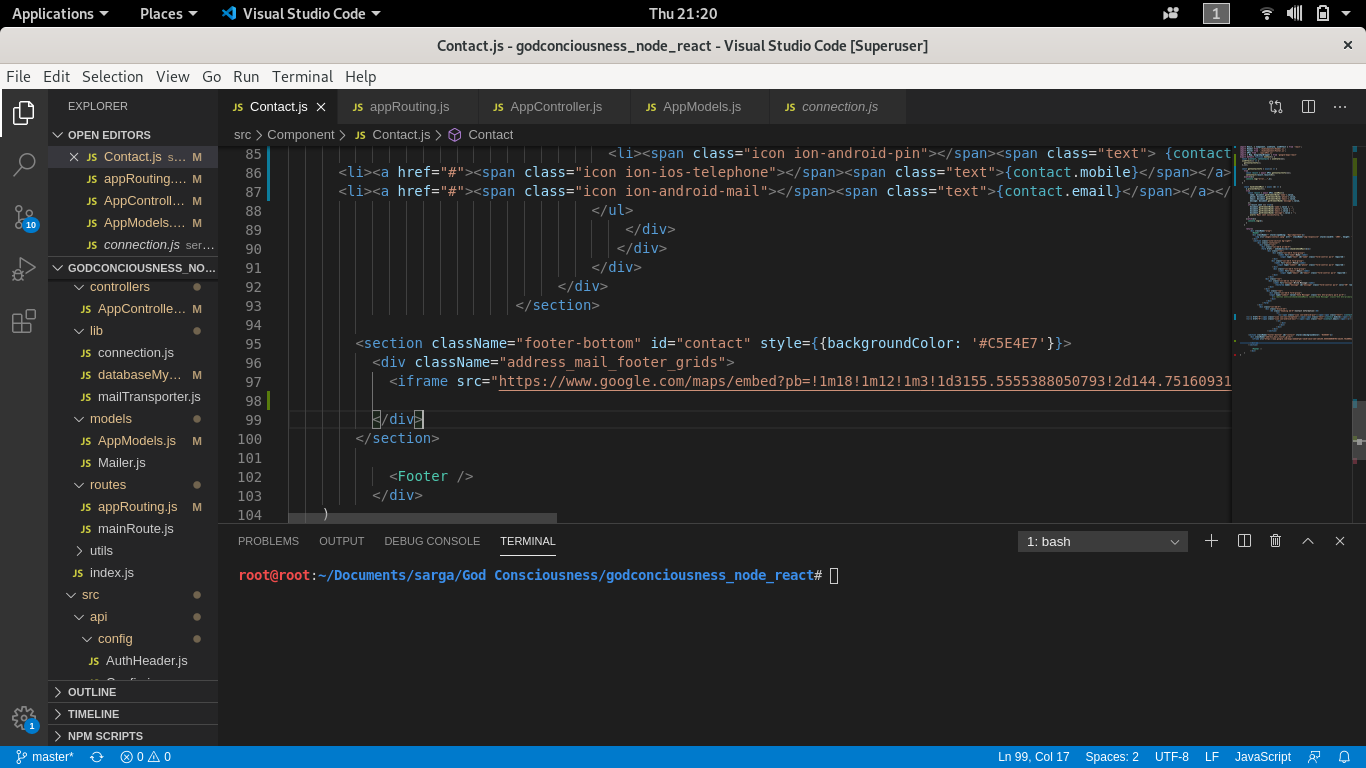 Applications Places Visual Studio Code Thu 21:20 1
Contact.js - godconciousness_node_react - Visual Studio Code [Superuser]
File Edit Selection View Go Run Terminal Help
EXPLORER
OPEN EDITORS
JS Contact.js s... M
JS appRouting.... M
JS AppControll... M
JS AppModels.... M
JS connection.js ser...
GODCONCIOUSNESS_NO...
controllers
JS AppControlle... M
lib
JS connection.js
JS databaseMy... M
JS mailTransporter.js
models
JS AppModels.js M
JS Mailer.js
routes
JS appRouting.js M
JS mainRoute.js
utils
JS index.js
src
api
config
JS AuthHeader.js
OUTLINE
TIMELINE
NPM SCRIPTS
10
1
JS Contact.js JS appRouting.js JS AppController.js JS AppModels.js JS connection.js
src > Component > JS Contact.js > Contact
85 <li><span class="icon ion-android-pin"></span><span class="text"> {contact
86 <li><a href="#"><span class="icon ion-ios-telephone"></span><span class="text">{contact.mobile}</span></a>
87 <li><a href="#"><span class="icon ion-android-mail"></span><span class="text">{contact.email}</span></a></
88 </ul>
89 </div>
90 </div>
91 </div>
92 </div>
93 </section>
94
95 <section className="footer-bottom" id="contact" style={{backgroundColor: '#C5E4E7'}}>
96 <div className="address_mail_footer_grids">
97 <iframe src="https://www.google.com/maps/embed?pb=!1m18!1m12!1m3!1d3155.5555388050793!2d144.75160931
98
99 </div>
100 </section>
101
102 <Footer />
103 </div>
104 )
PROBLEMS OUTPUT DEBUG CONSOLE TERMINAL 1: bash
root@root:~/Documents/sarga/God Consciousness/godconciousness_node_react#
master* 0 0 Ln 99, Col 17 Spaces: 2 UTF-8 LF JavaScript